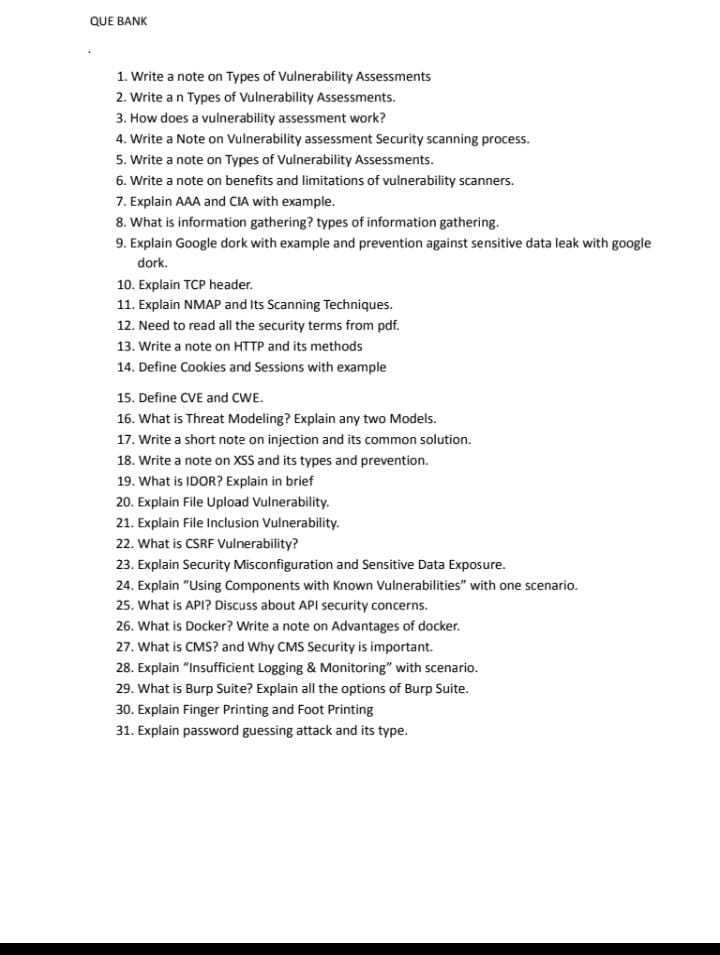 QUE BANK
.
1. Write a note on Types of Vulnerability Assessments
2. Write a n Types of Vulnerability Assessments.
3. How does a vulnerability assessment work?
4. Write a Note on Vulnerability assessment Security scanning process.
5. Write a note on Types of Vulnerability Assessments.
6. Write a note on benefits and limitations of vulnerability scanners.
7. Explain AAA and CIA with example.
8. What is information gathering? types of information gathering.
9. Explain Google dork with example and prevention against sensitive data leak with google
dork.
10. Explain TCP header.
11. Explain NMAP and Its Scanning Techniques.
12. Need to read all the security terms from pdf.
13. Write a note on HTTP and its methods
14. Define Cookies and Sessions with example
15. Define CVE and CWE.
16. What is Threat Modeling? Explain any two Models.
17. Write a short note on injection and its common solution.
18. Write a note on XSS and its types and prevention.
19. What is IDOR? Explain in brief
20. Explain File Upload Vulnerability.
21. Explain File Inclusion Vulnerability.
22. What is CSRF Vulnerability?
23. Explain Security Misconfiguration and Sensitive Data Exposure.
24. Explain “Using Components with Known Vulnerabilities” with one scenario.
25. What is API? Discuss about API security concerns.
26. What is Docker? Write a note on Advantages of docker.
27. What is CMS? and Why CMS Security is important.
28. Explain “Insufficient Logging & Monitoring” with scenario.
29. What is Burp Suite? Explain all the options of Burp Suite.
30. Explain Finger Printing and Foot Printing
31. Explain password guessing attack and its type.